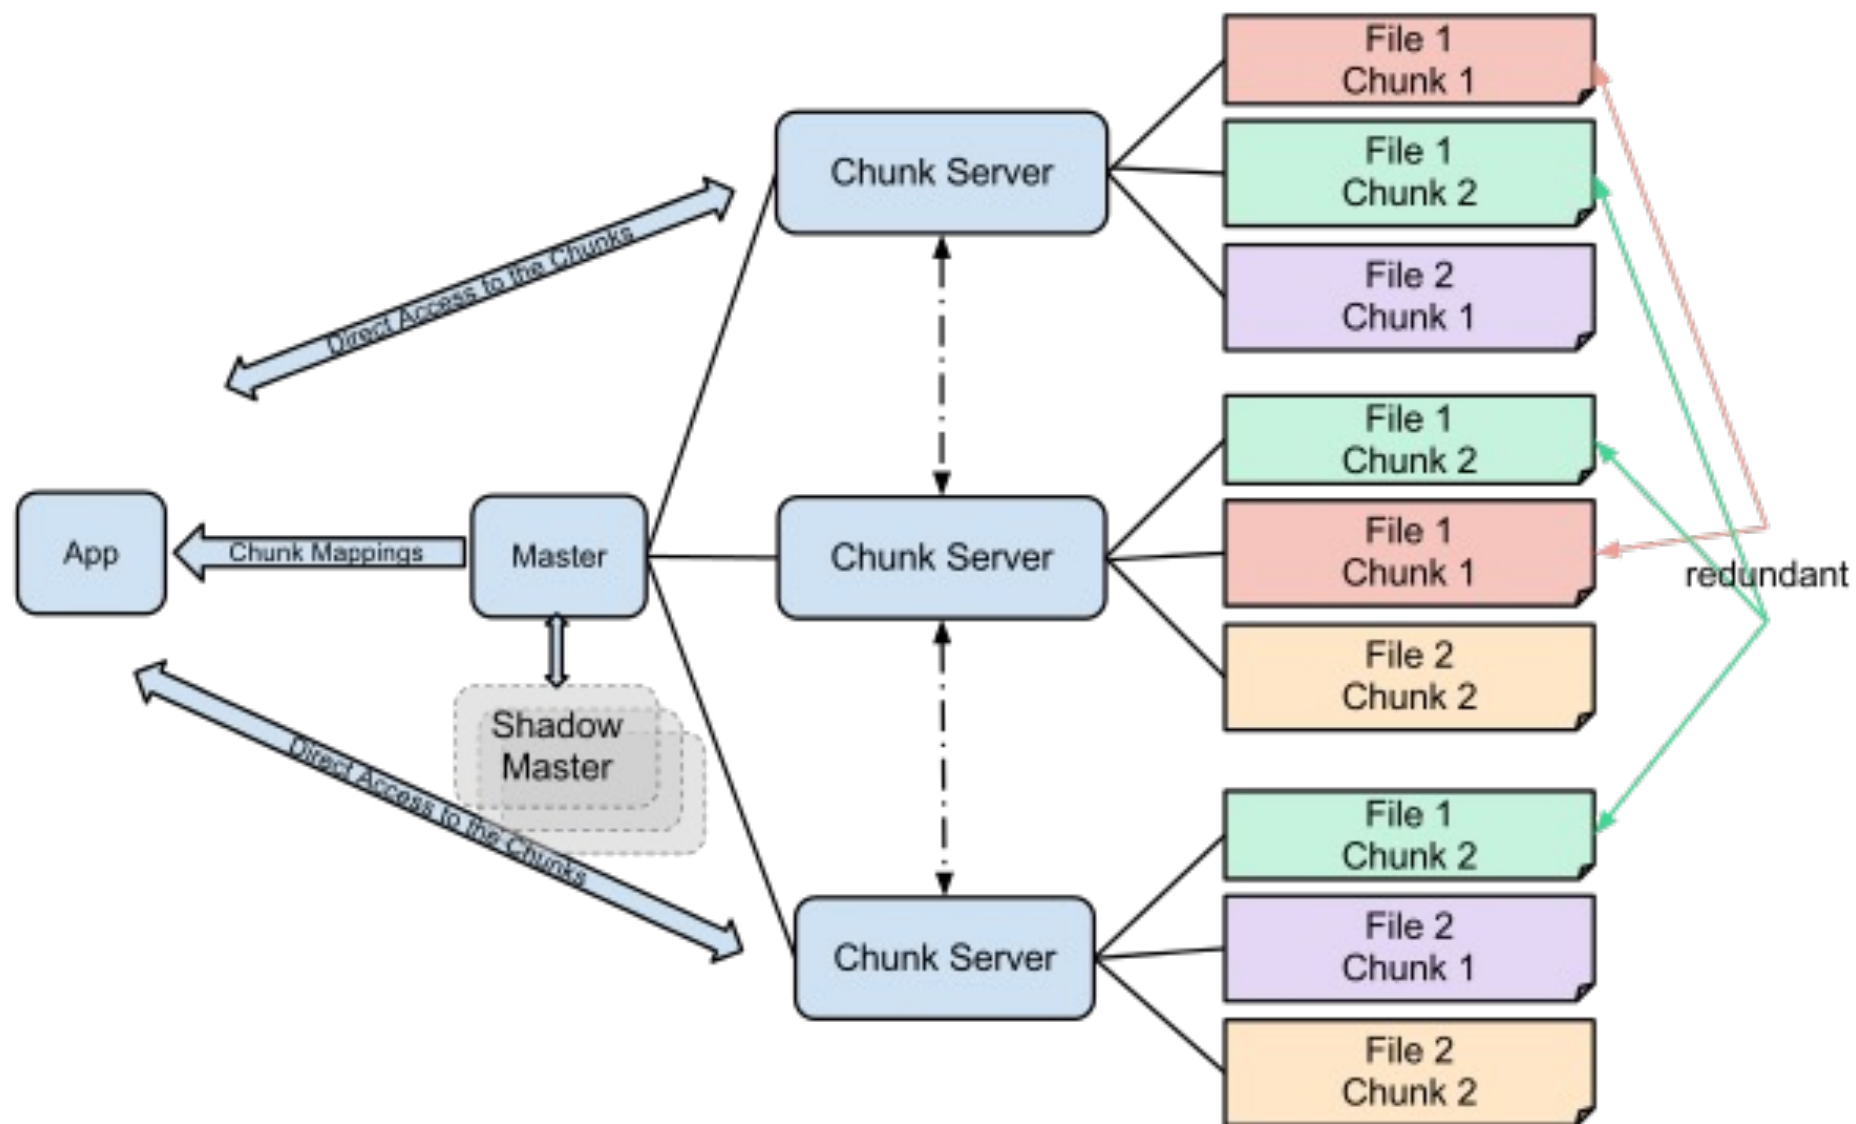 File 1
Chunk 1
File 1
Chunk 2
File 2
Chunk 1
Chunk Server
Direct Access to the Chunks
File 1
Chunk 2
File 1
Chunk 1
File 2
Chunk 2
redundant
Chunk Server
App
Chunk Mappings
Master
Shadow
Master
Direct Access to the Chunks
Chunk Server
File 1
Chunk 2
File 2
Chunk 1
File 2
Chunk 2